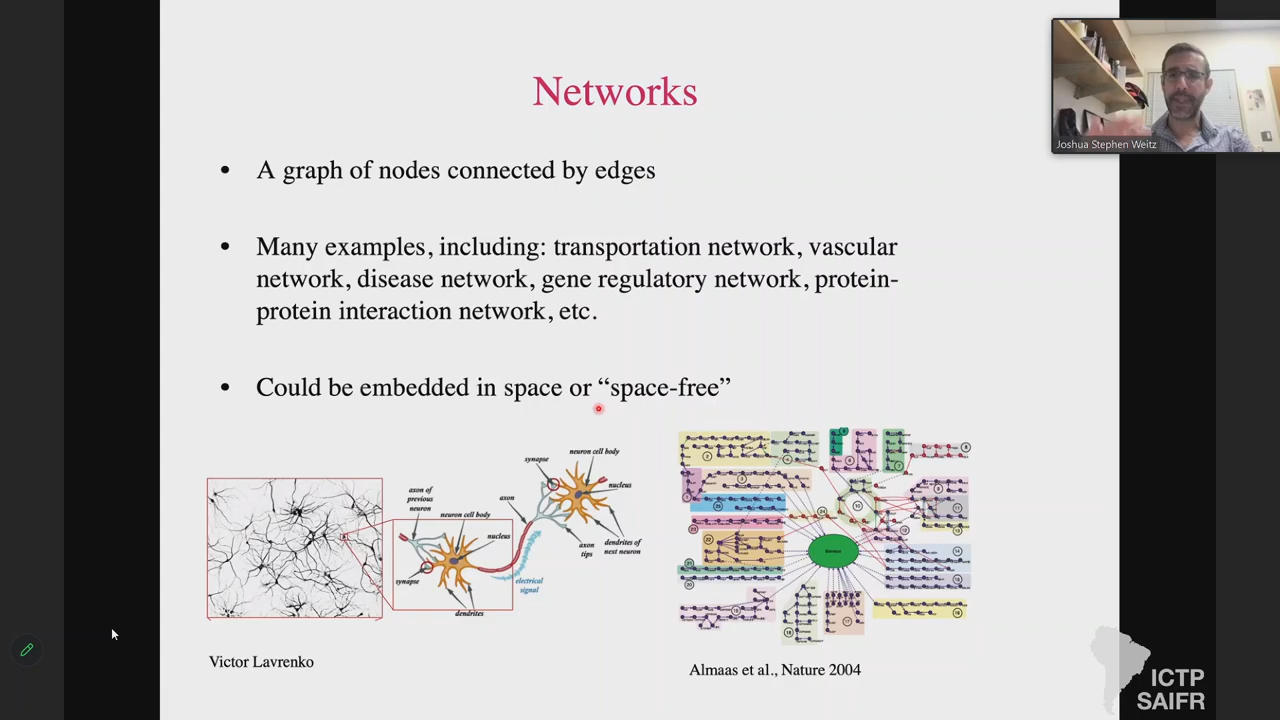 Networks
Joshua Stephen Weitz
• A graph of nodes connected by edges
• Many examples, including: transportation network, vascular
network, disease network, gene regulatory network, protein-
protein interaction network, etc.
• Could be embedded in space or “space-free”
neuron cell body
synapse
nucleus
axon of
previous
neuron
axon
neuron cell body
nucleus
axon
tips
dendrites of
next neuron
synapse
electrical
signal
dendrites
Victor Lavrenko
Almaas et al., Nature 2004
ICTP
SAIFR